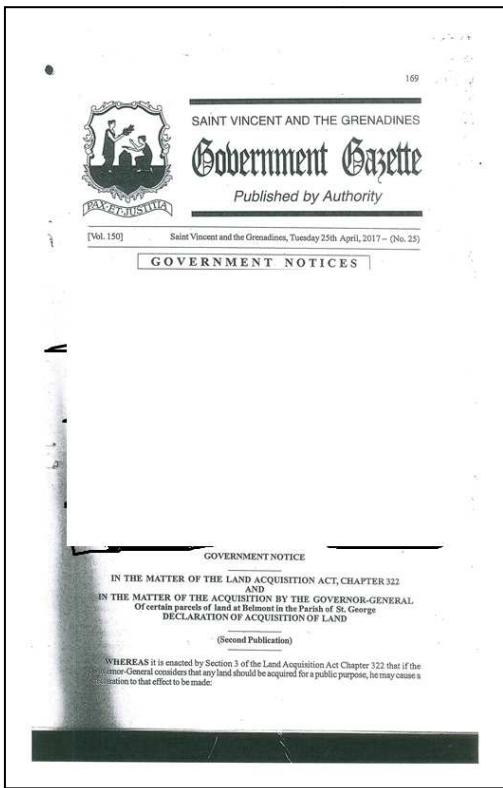 169
SAINT VINCENT AND THE GRENADINES
Government Gazette
Published by Authority
PAX·ET·JUSTITIA
[Vol. 150] Saint Vincent and the Grenadines, Tuesday 25th April, 2017 – (No. 25)
GOVERNMENT NOTICES
GOVERNMENT NOTICE
IN THE MATTER OF THE LAND ACQUISITION ACT, CHAPTER 322
AND
IN THE MATTER OF THE ACQUISITION BY THE GOVERNOR-GENERAL
Of certain parcels of land at Belmont in the Parish of St. George
DECLARATION OF ACQUISITION OF LAND
(Second Publication)
WHEREAS it is enacted by Section 3 of the Land Acquisition Act Chapter 322 that if the
Governor-General considers that any land should be acquired for a public purpose, he may cause a
declaration to that effect to be made: